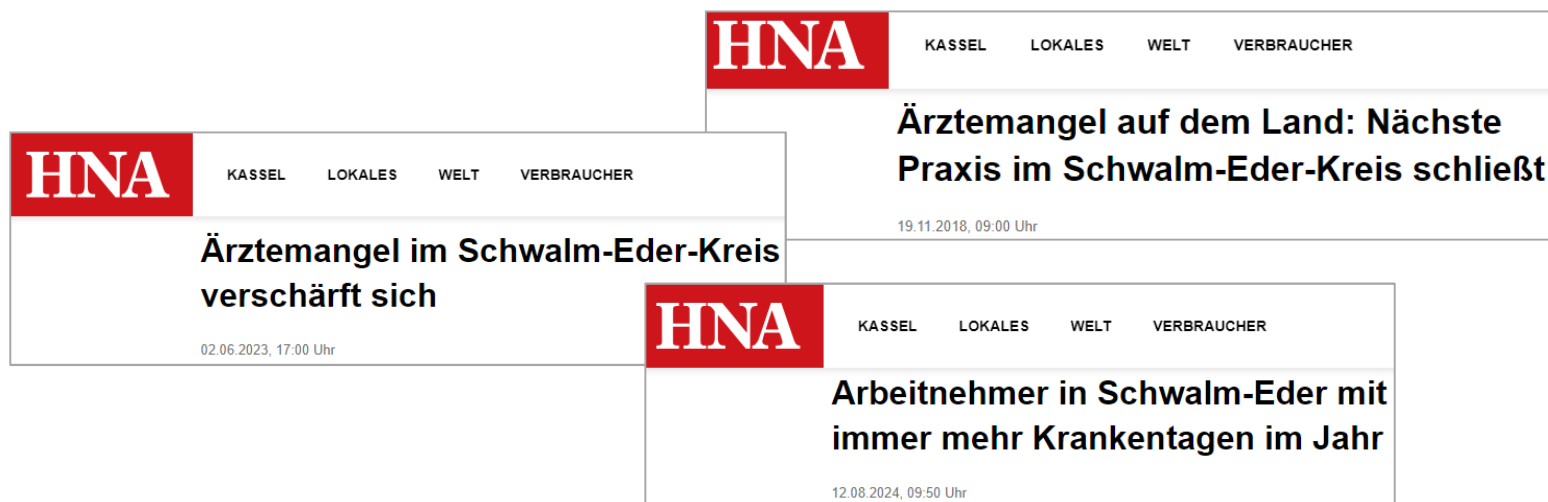 HNA
KASSEL LOKALES WELT VERBRAUCHER
Ärztemangel auf dem Land: Nächste
Praxis im Schwalm-Eder-Kreis schließt
19.11.2018, 09:00 Uhr
HNA
KASSEL LOKALES WELT VERBRAUCHER
Ärztemangel im Schwalm-Eder-Kreis
verschärft sich
02.06.2023, 17:00 Uhr
HNA
KASSEL LOKALES WELT VERBRAUCHER
Arbeitnehmer in Schwalm-Eder mit
immer mehr Krankentagen im Jahr
12.08.2024, 09:50 Uhr